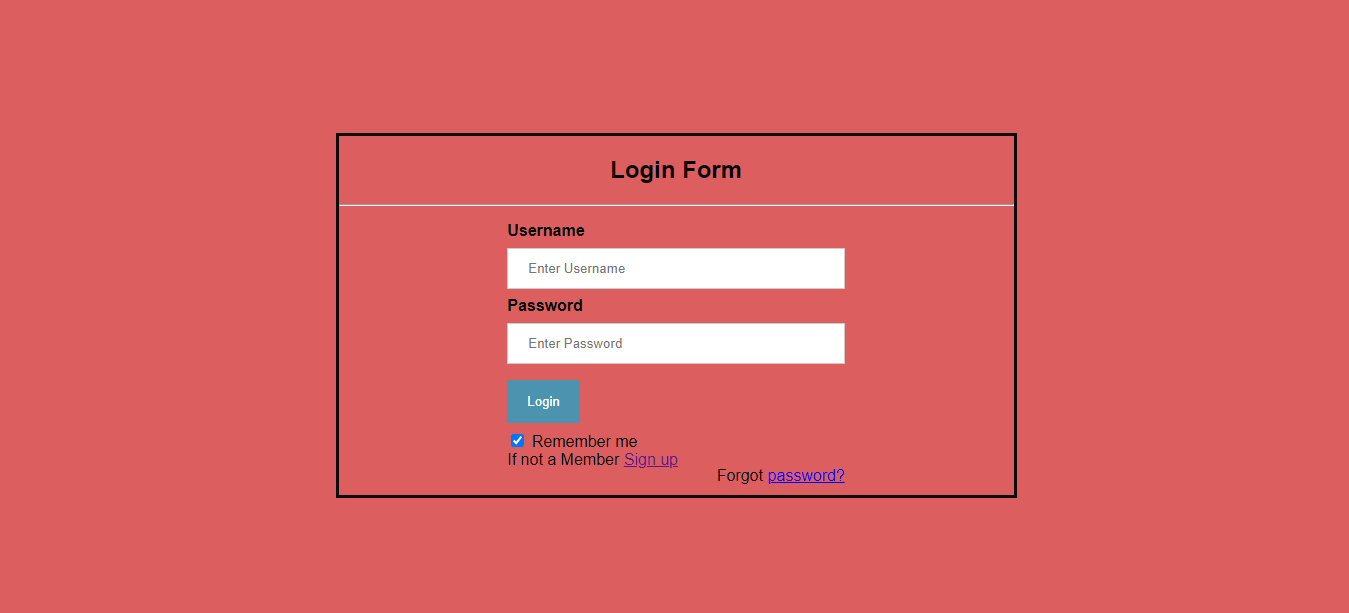 Login Form
Username
Enter Username
Password
Enter Password
Login
Remember me
If not a Member Sign up
Forgot password?